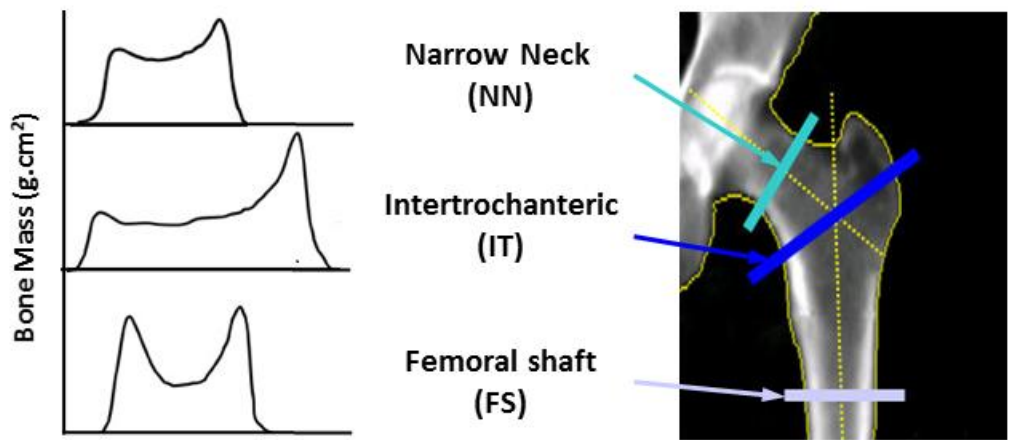 Bone Mass (g.cm²)
Narrow Neck
(NN)
Intertrochanteric
(IT)
Femoral shaft
(FS)